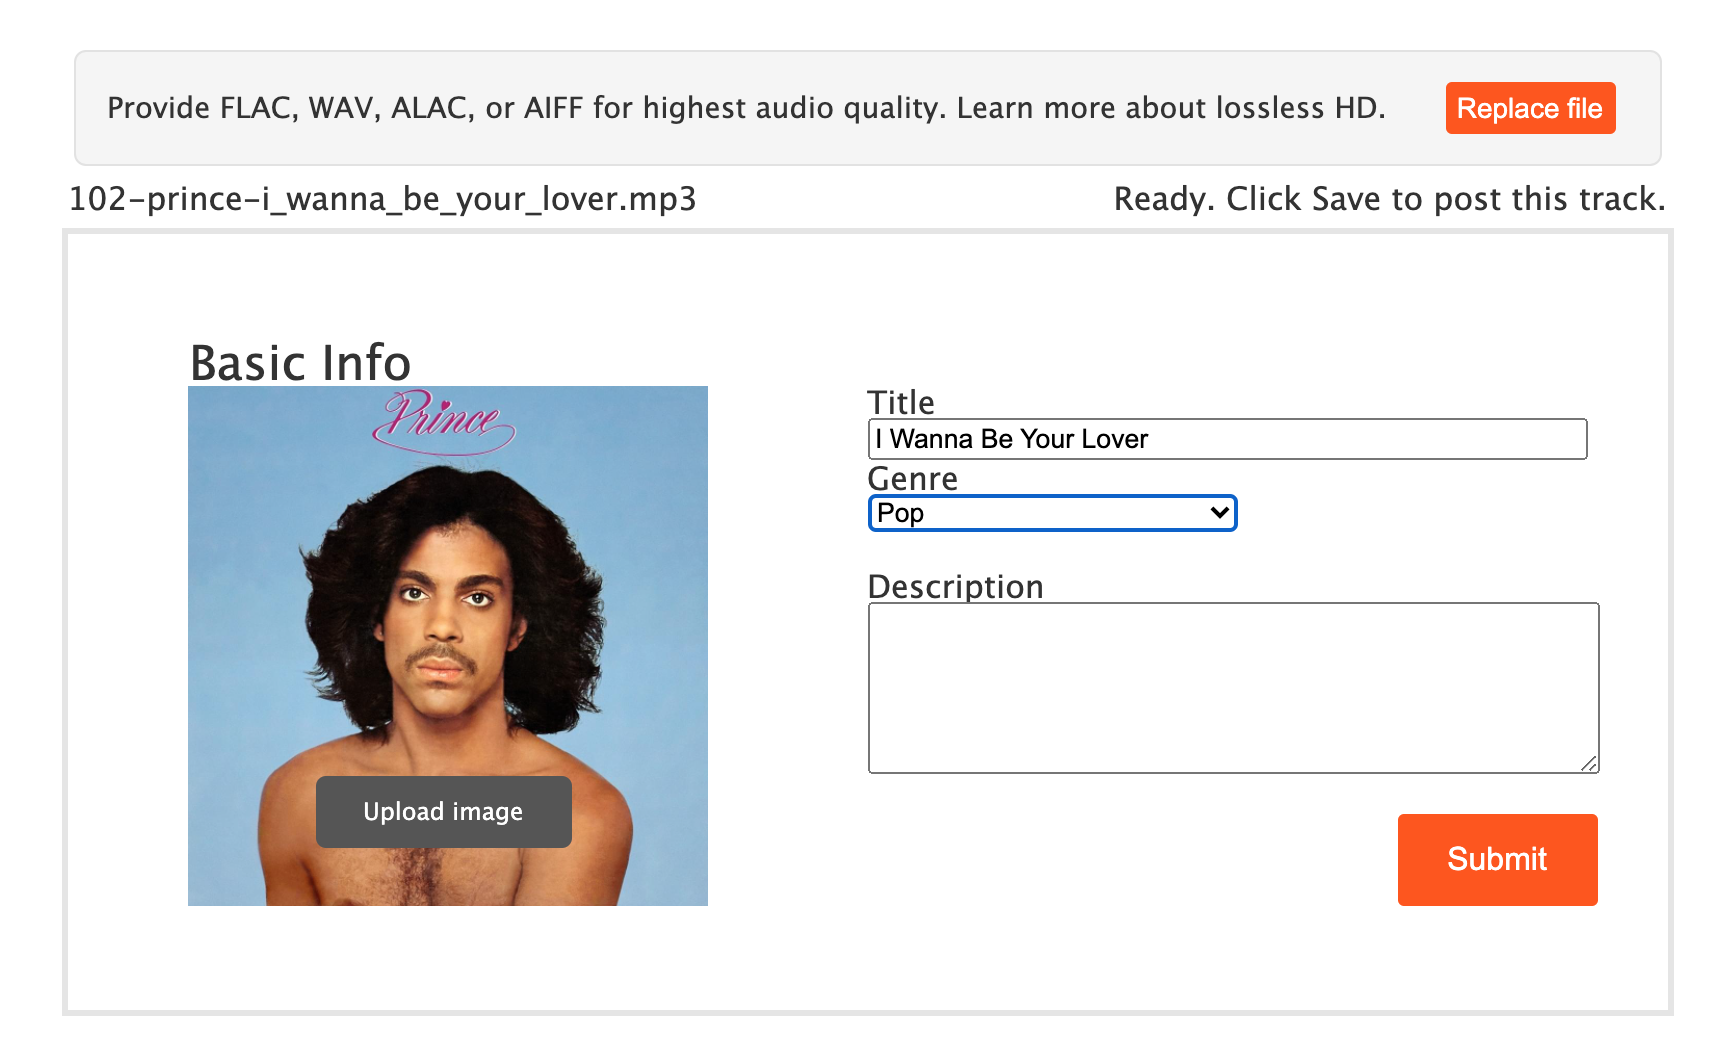 Provide FLAC, WAV, ALAC, or AIFF for highest audio quality. Learn more about lossless HD.
Replace file
102-prince-i_wanna_be_your_lover.mp3
Ready. Click Save to post this track.
Basic Info
Prince
Upload image
Title
I Wanna Be Your Lover
Genre
Pop
Description
Submit